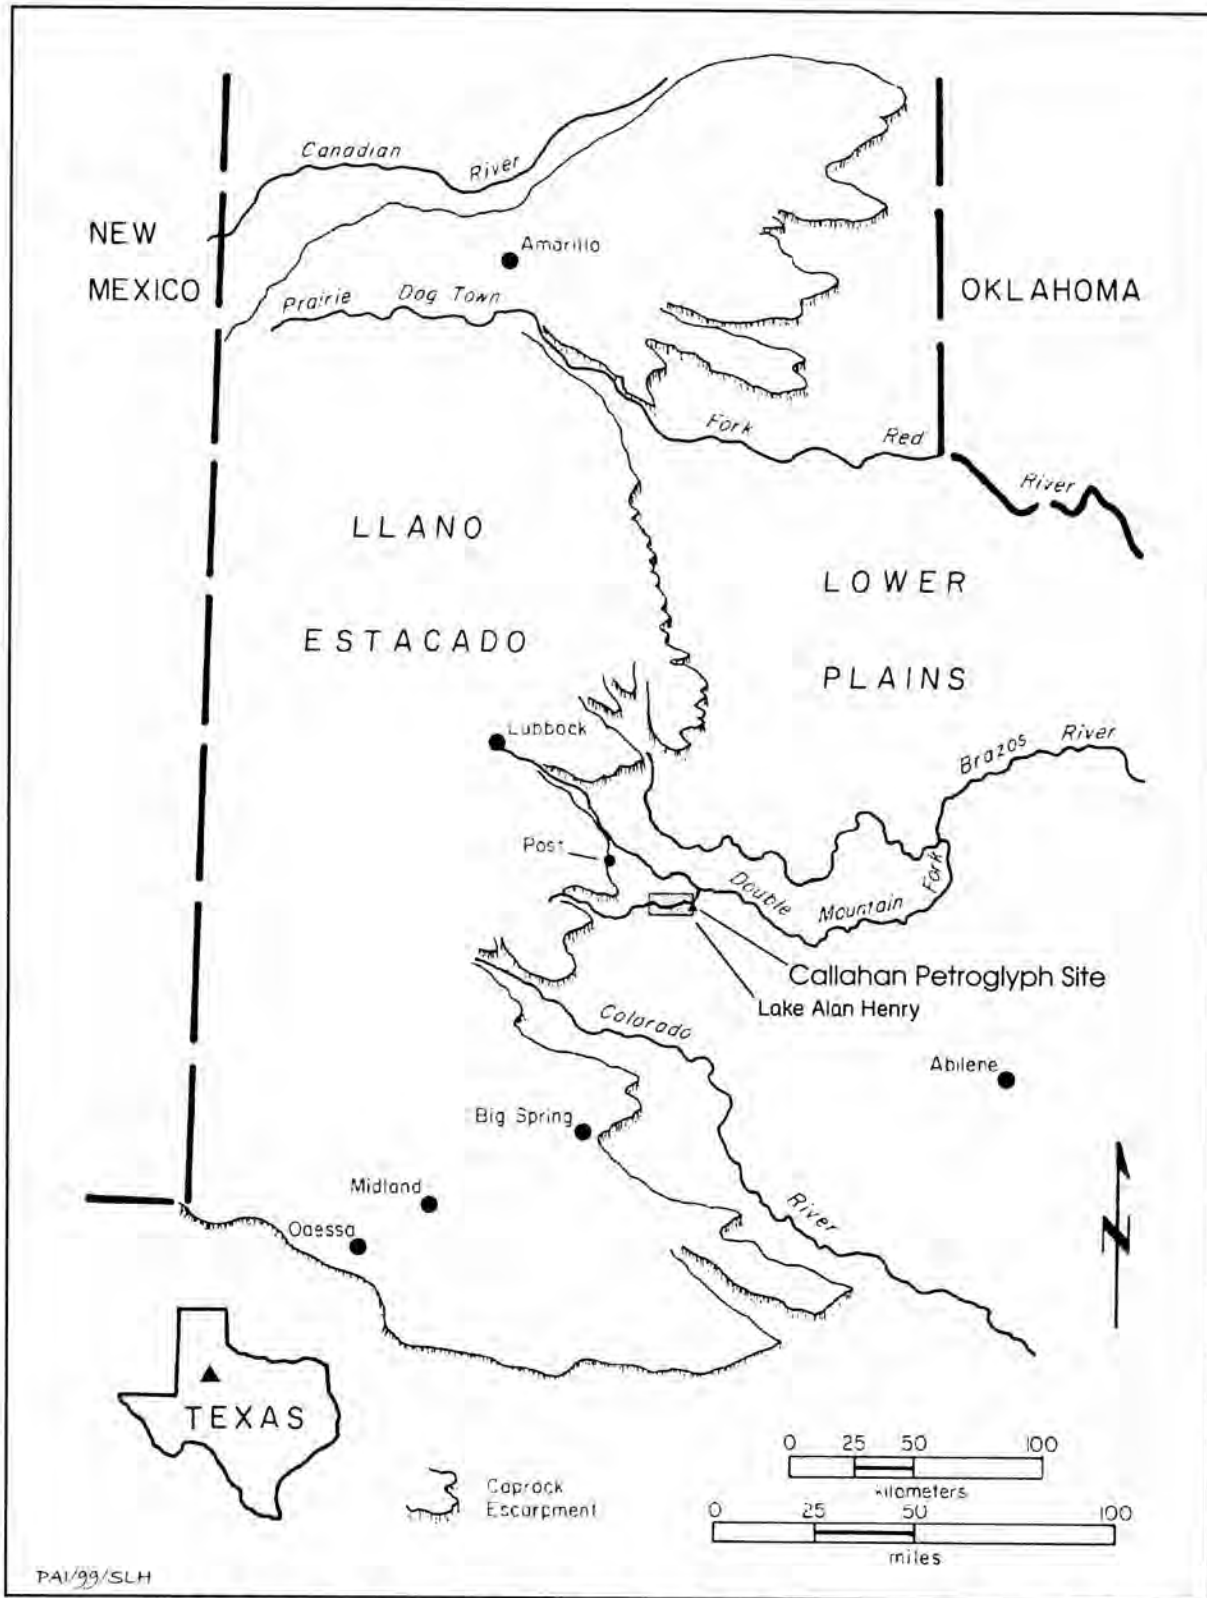 Canadian River
NEW
MEXICO
Amarillo
OKLAHOMA
Prairie Dog Town Fork Red River
LLANO
ESTACADO
LOWER
PLAINS
Lubbock
Brazos River
Post
Double Mountain Fork
Callahan Petroglyph Site
Lake Alan Henry
Colorado River
Abilene
Big Spring
Midland
Odessa
N
TEXAS
Caprock
Escarpment
0 25 50 100
kilometers
0 25 50 100
miles
PAI/99/SLH